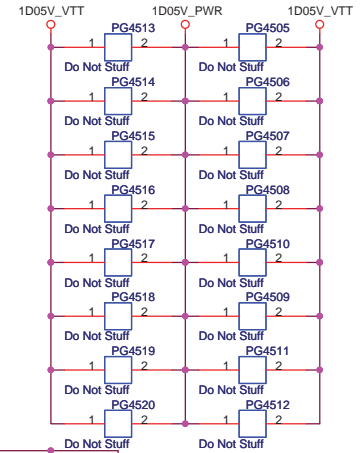 1D05V_VTT 1D05V_PWR 1D05V_VTT
PG4513 PG4505
1 2 1 2
Do Not Stuff Do Not Stuff
PG4514 PG4506
1 2 1 2
Do Not Stuff Do Not Stuff
PG4515 PG4507
1 2 1 2
Do Not Stuff Do Not Stuff
PG4516 PG4508
1 2 1 2
Do Not Stuff Do Not Stuff
PG4517 PG4510
1 2 1 2
Do Not Stuff Do Not Stuff
PG4518 PG4509
1 2 1 2
Do Not Stuff Do Not Stuff
PG4519 PG4511
1 2 1 2
Do Not Stuff Do Not Stuff
PG4520 PG4512
1 2 1 2
Do Not Stuff Do Not Stuff